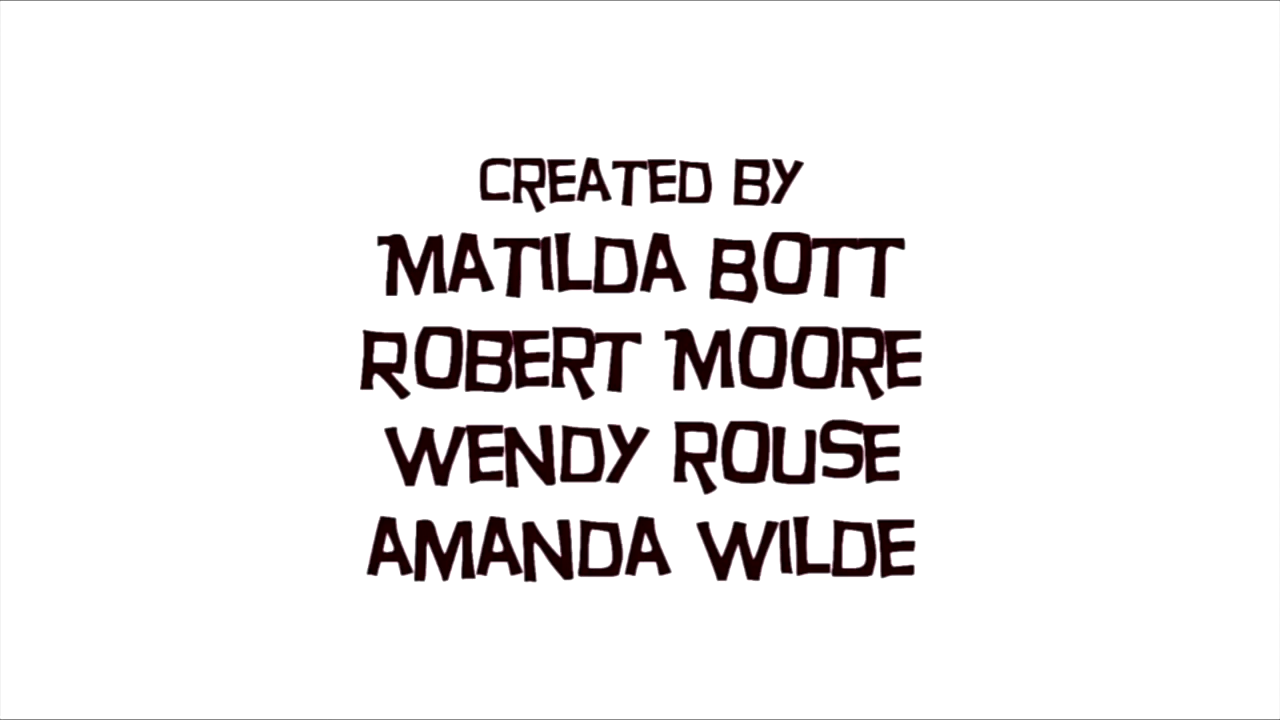 CREATED BY
MATILDA BOTT
ROBERT MOORE
WENDY ROUSE
AMANDA WILDE